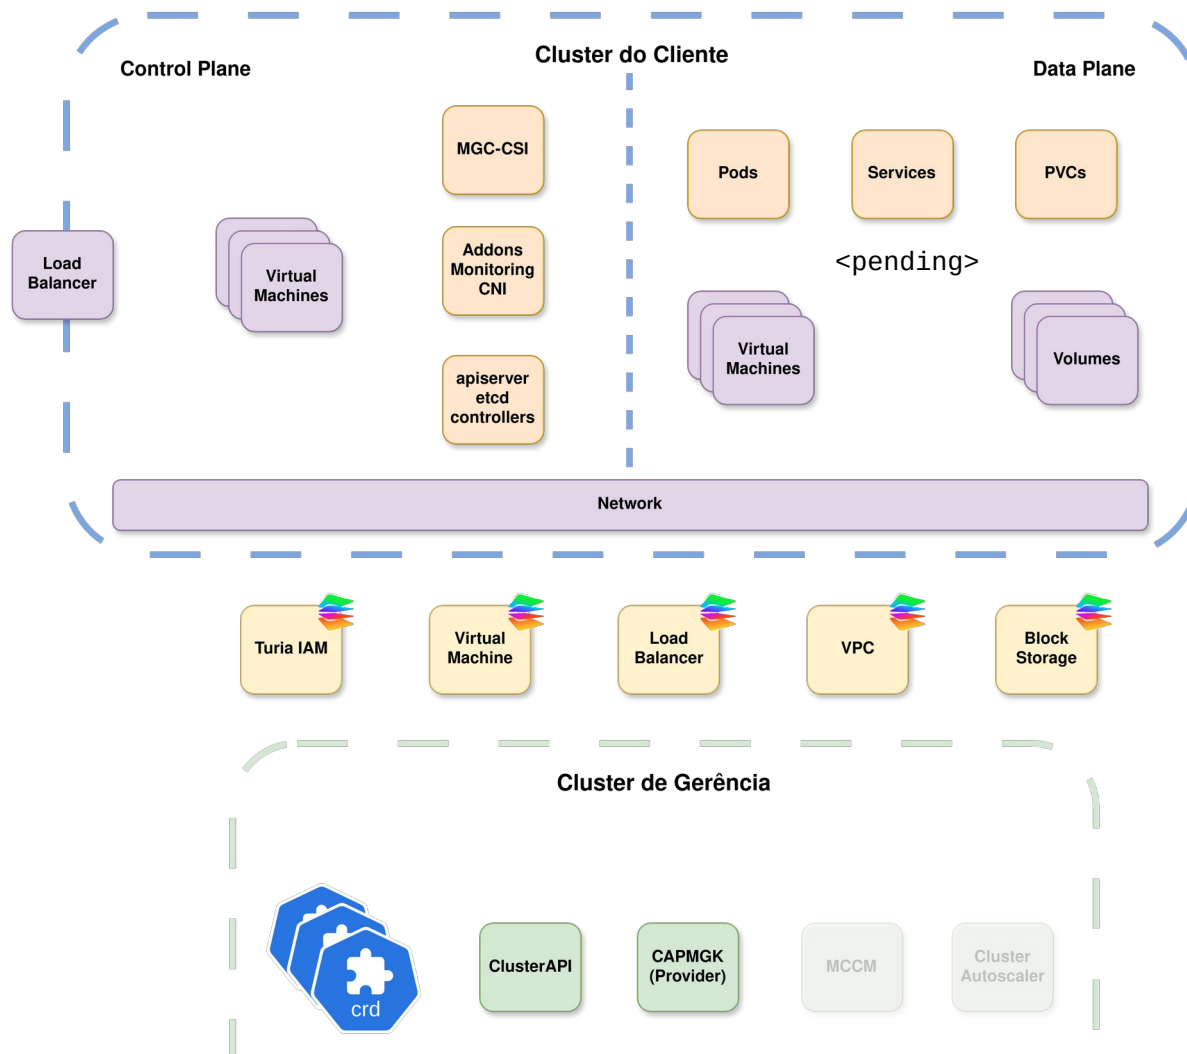 Cluster do Cliente
Control Plane
Data Plane
MGC-CSI
Pods
Services
PVCs
Load
Balancer
Virtual
Machines
Addons
Monitoring
CNI
<pending>
Virtual
Machines
Volumes
apiserver
etcd
controllers
Network
Turia IAM
Virtual
Machine
Load
Balancer
VPC
Block
Storage
Cluster de Gerência
crd
ClusterAPI
CAPMGK
(Provider)
MCCM
Cluster
Autoscaler